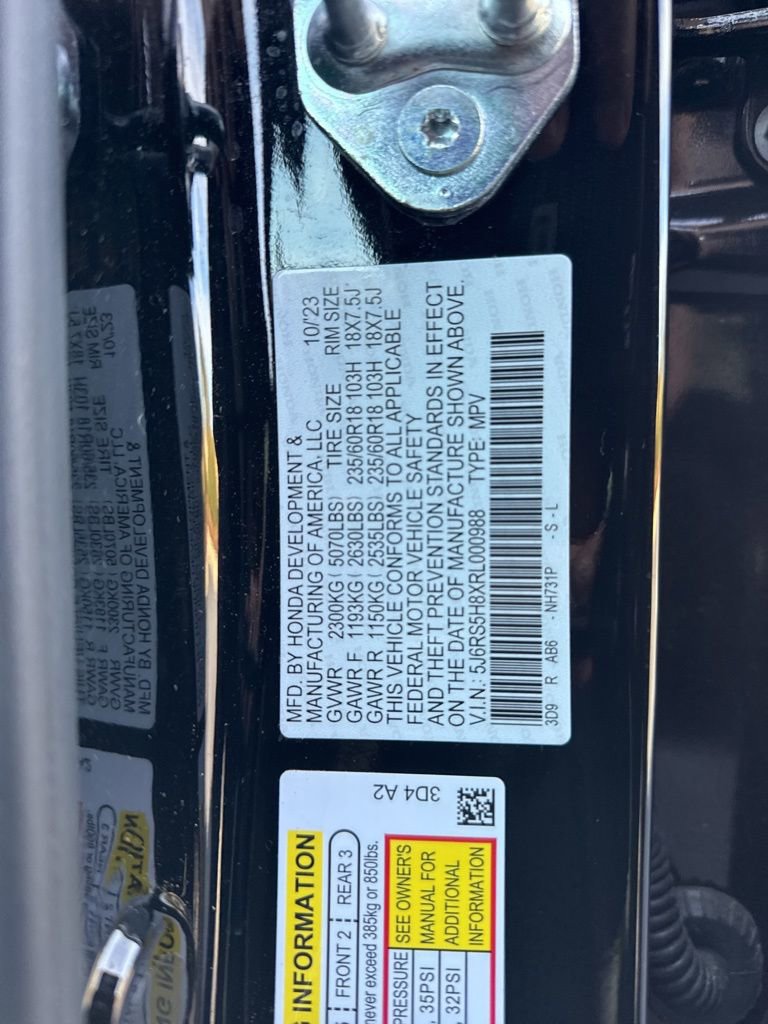 MFD. BY HONDA DEVELOPMENT &
MANUFACTURING OF AMERICA, LLC 10/'23
GVWR 2300KG ( 5070LBS) TIRE SIZE RIM SIZE
GAWR F 1193KG ( 2630LBS) 235/60R18 103H 18X7.5J
GAWR R 1150KG ( 2535LBS) 235/60R18 103H 18X7.5J
THIS VEHICLE CONFORMS TO ALL APPLICABLE
FEDERAL MOTOR VEHICLE SAFETY
AND THEFT PREVENTION STANDARDS IN EFFECT
ON THE DATE OF MANUFACTURE SHOWN ABOVE.
V.I.N.: 5J6RS5H8XRL000988 TYPE: MPV
3D9 R AB6 -NH731P -S-L
INFORMATION
FRONT 2 REAR 3
never exceed 385kg or 850lbs.
PRESSURE SEE OWNER'S
35PSI MANUAL FOR
32PSI ADDITIONAL
INFORMATION
3D4 A2